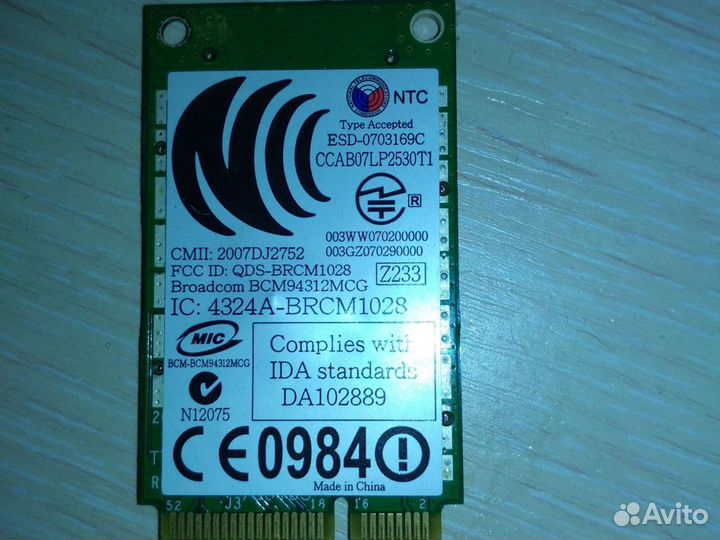 NTC
Type Accepted
ESD-0703169C
CCAB07LP2530T1
R
003WW070200000
003GZ070290000
CMII: 2007DJ2752
FCC ID: QDS-BRCM1028
Z233
Broadcom BCM94312MCG
IC: 4324A-BRCM1028
MIC
BCM-BCM94312MCG
N12075
Complies with
IDA standards
DA102889
CE0984!
Made in China
2
T
R
52 J3 18 16 2
Avito